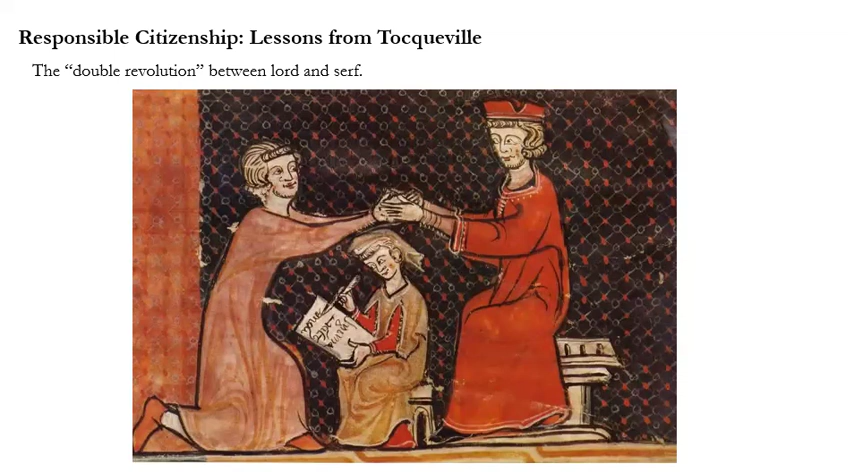 Responsible Citizenship: Lessons from Tocqueville
The “double revolution” between lord and serf.